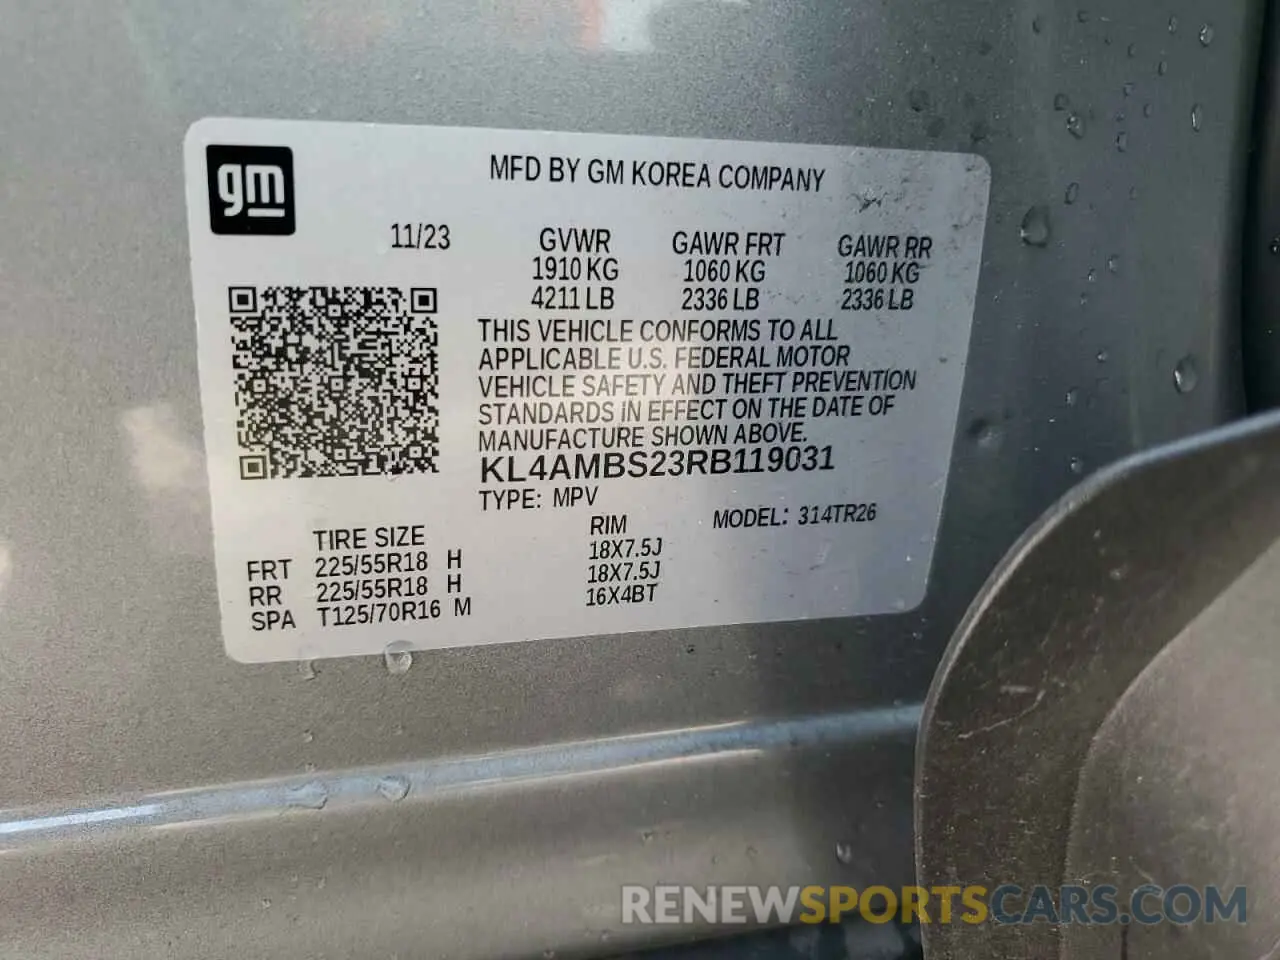 gm
MFD BY GM KOREA COMPANY
11/23 GVWR GAWR FRT GAWR RR
1910 KG 1060 KG 1060 KG
4211 LB 2336 LB 2336 LB
THIS VEHICLE CONFORMS TO ALL
APPLICABLE U.S. FEDERAL MOTOR
VEHICLE SAFETY AND THEFT PREVENTION
STANDARDS IN EFFECT ON THE DATE OF
MANUFACTURE SHOWN ABOVE.
KL4AMBS23RB119031
TYPE: MPV
TIRE SIZE RIM MODEL: 314TR26
FRT 225/55R18 H 18X7.5J
RR 225/55R18 H 18X7.5J
SPA T125/70R16 M 16X4BT
RENEWSPORTSCARS.COM